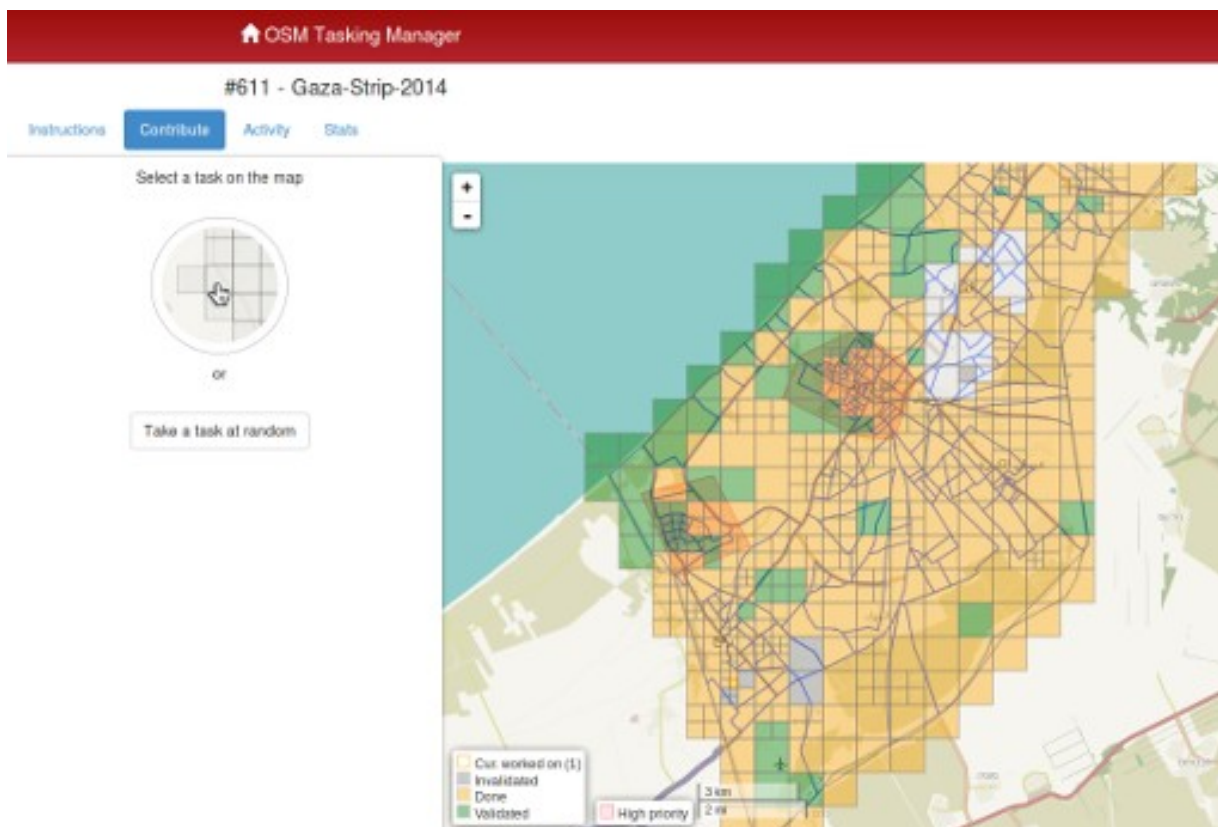 OSM Tasking Manager
#611 - Gaza-Strip-2014
Instructions Contribute Activity Stats
Select a task on the map
+
-
or
Take a task at random
Cur. worked on (1)
Invalidated
Done
Validated
High priority
3 km
2 mi